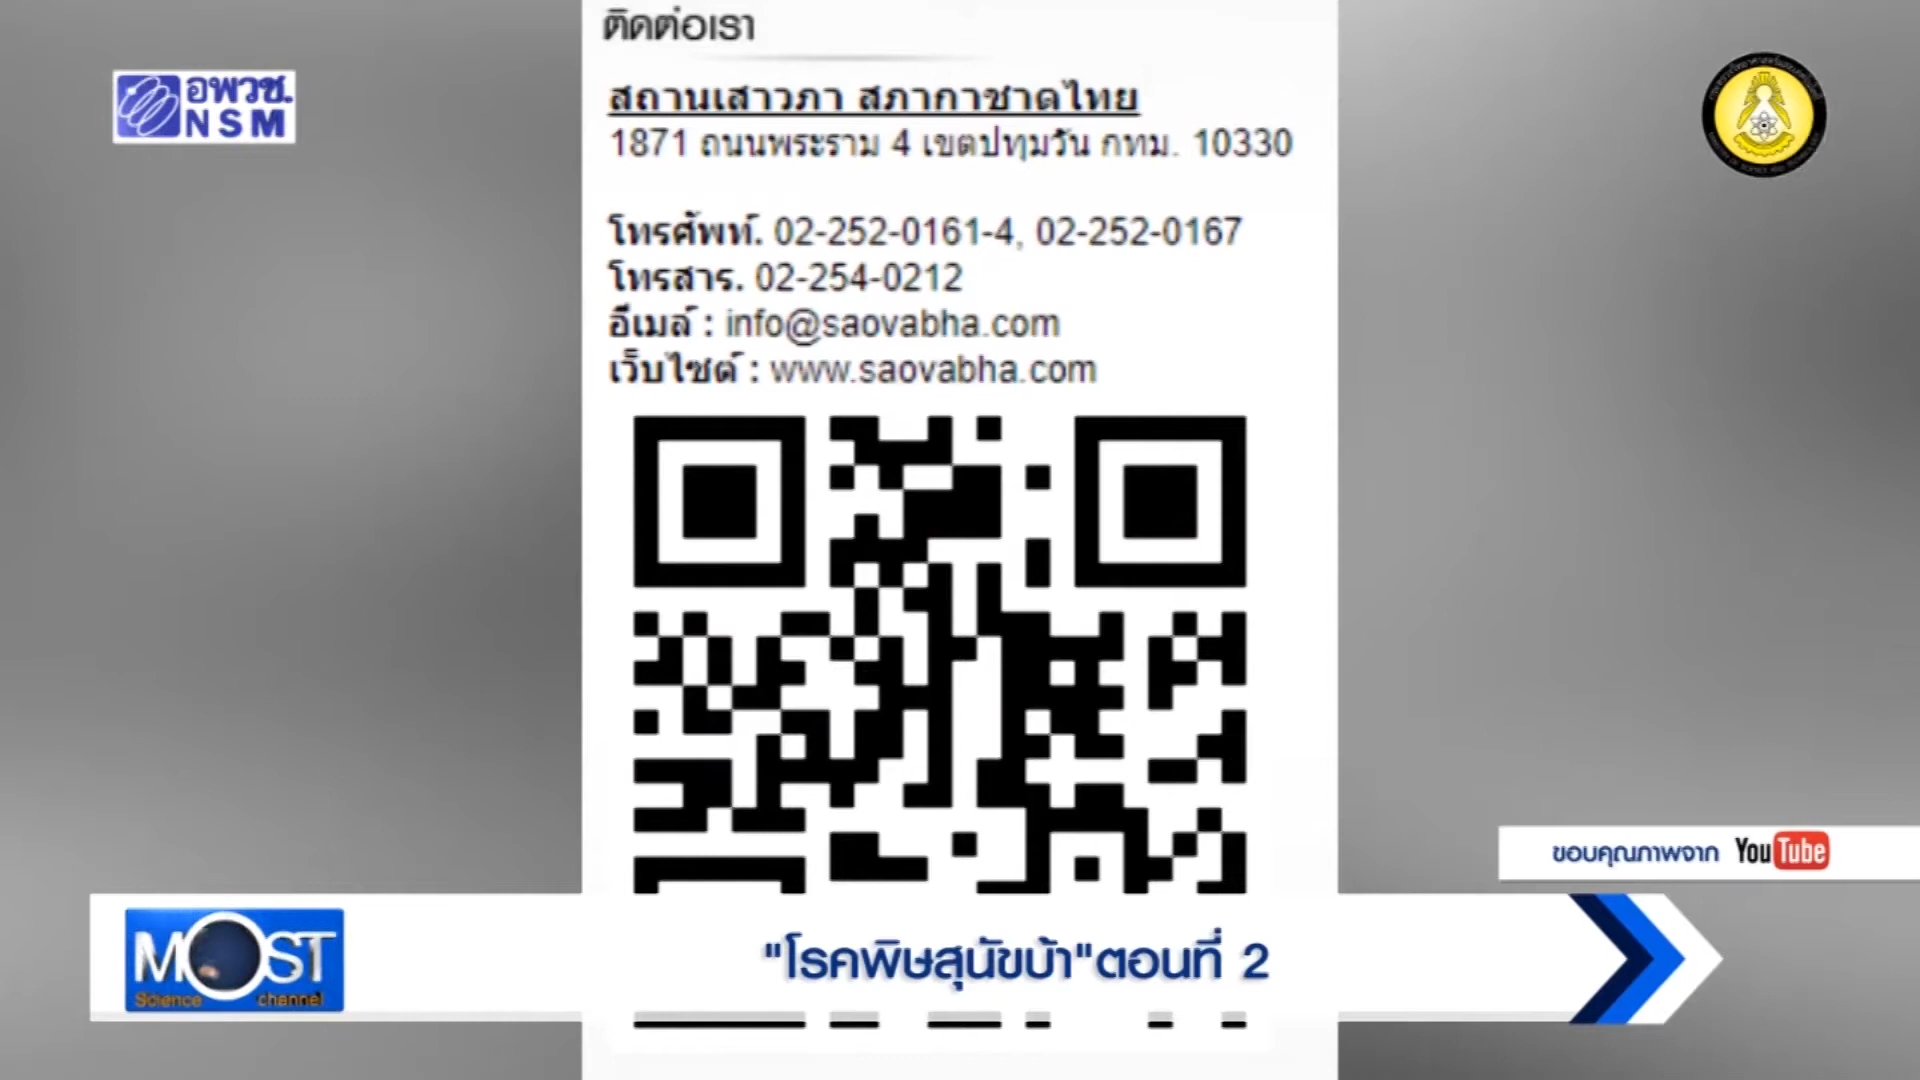 ติดต่อเรา
อพวช.
NSM
สถานเสาวภา สภากาชาดไทย
1871 ถนนพระราม 4 เขตปทุมวัน กทม. 10330
โทรศัพท์. 02-252-0161-4, 02-252-0167
โทรสาร. 02-254-0212
อีเมล์ : info@saovabha.com
เว็บไซต์ : www.saovabha.com
ขอบคุณภาพจาก YouTube
MOST
Science channel
"โรคพิษสุนัขบ้า"ตอนที่ 2